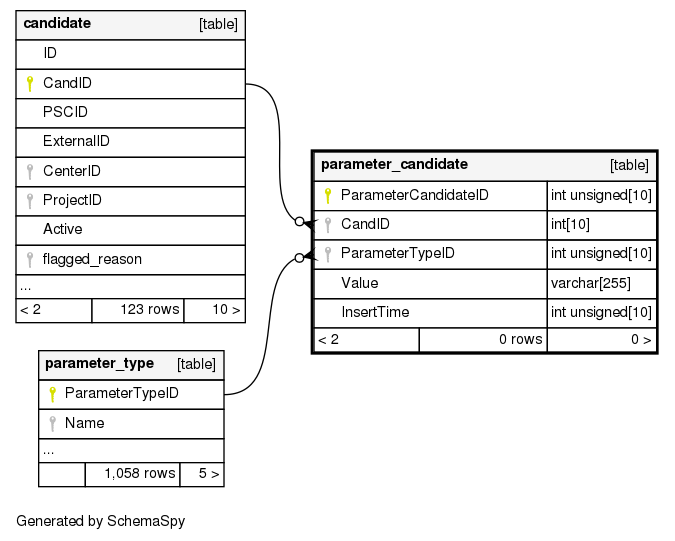 candidate [table]
ID
CandID
PSCID
ExternalID
CenterID
ProjectID
Active
flagged_reason
...
< 2 123 rows 10 >
parameter_candidate [table]
ParameterCandidateID int unsigned[10]
CandID int[10]
ParameterTypeID int unsigned[10]
Value varchar[255]
InsertTime int unsigned[10]
< 2 0 rows 0 >
parameter_type [table]
ParameterTypeID
Name
...
1,058 rows 5 >
Generated by SchemaSpy